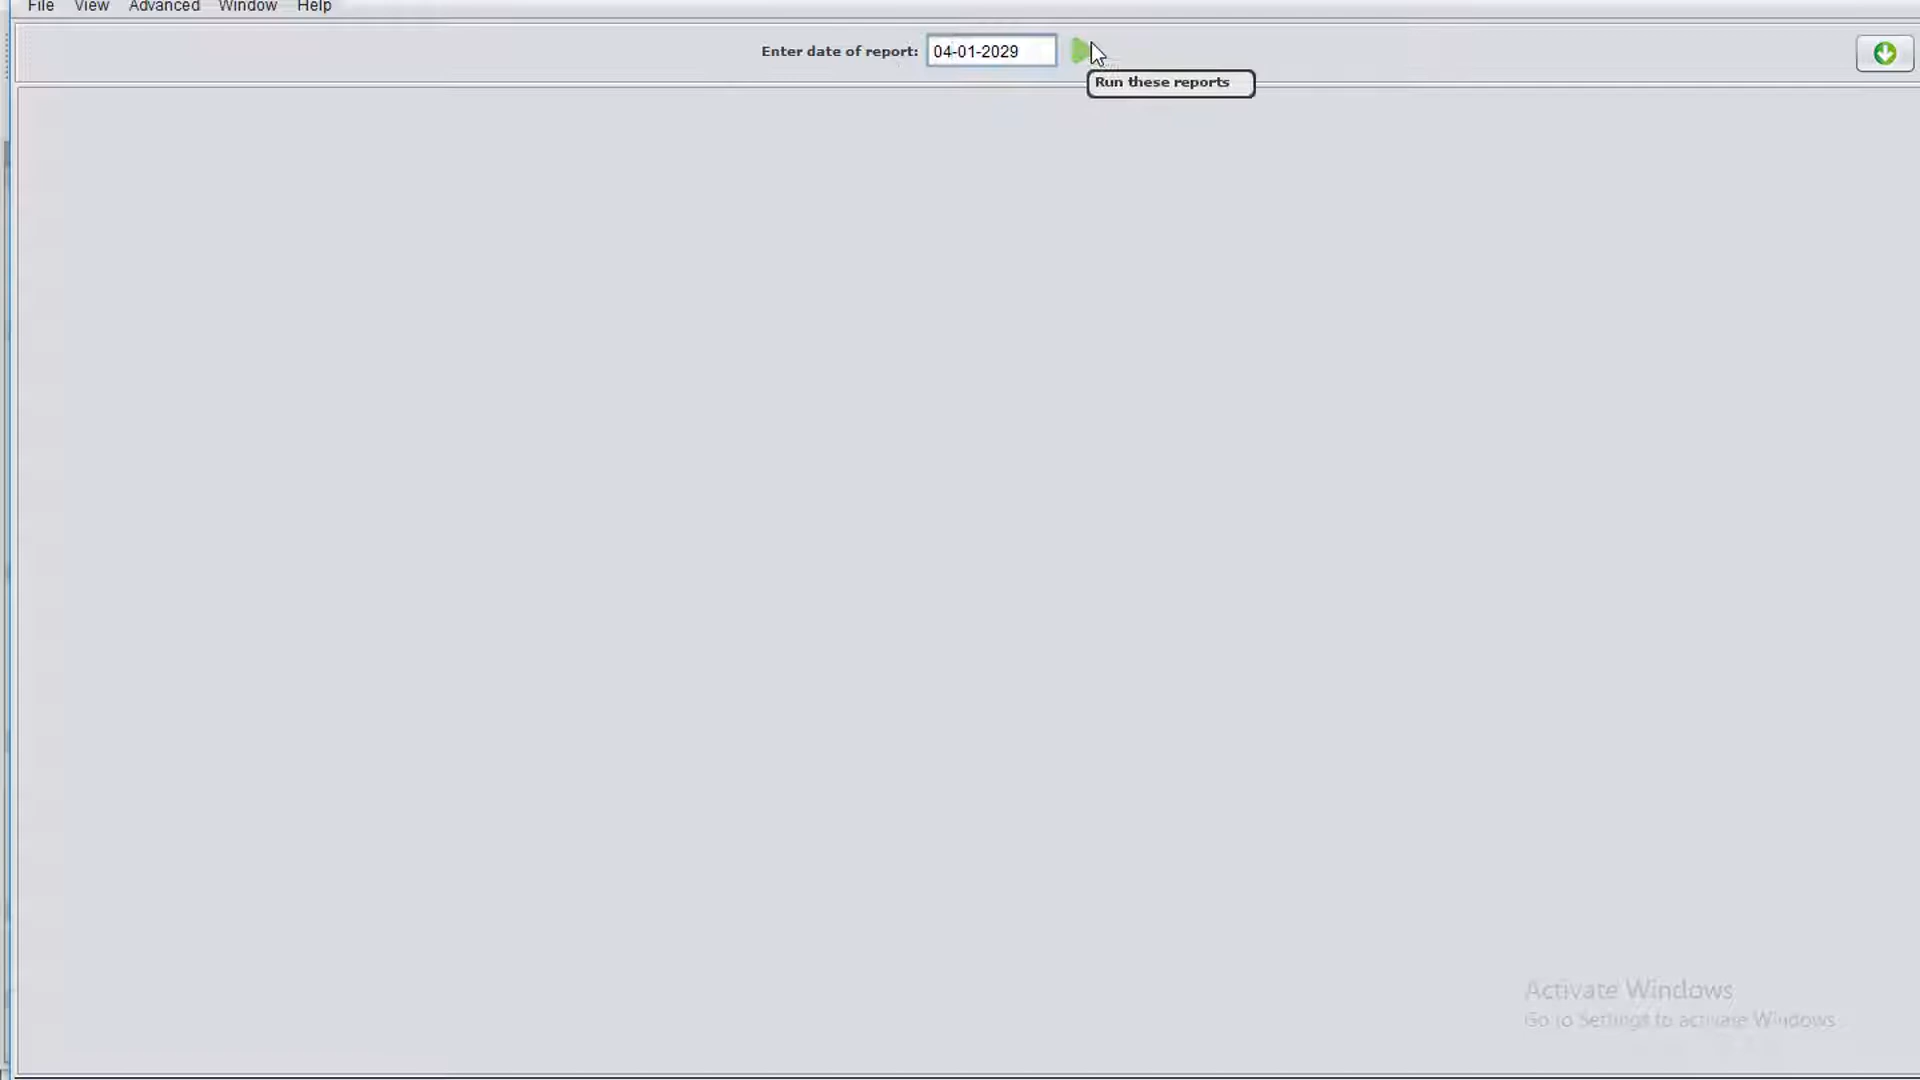 File View Advanced Window Help
Enter date of report: 04-01-2029
Run these reports
Activate Windows
Go to Settings to activate Windows.